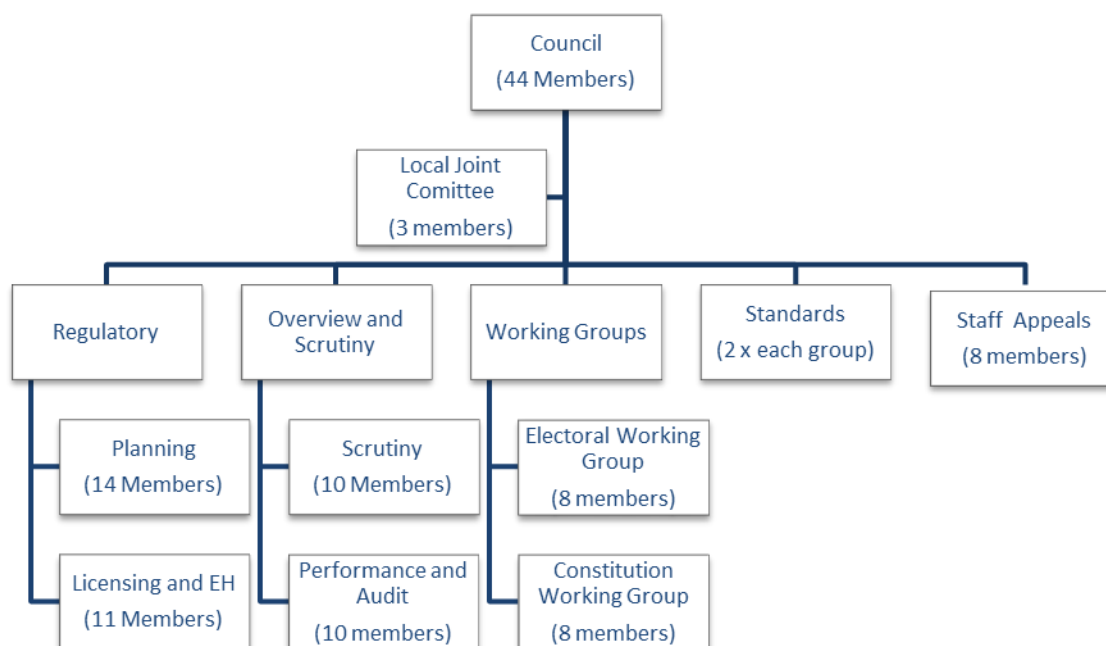 Council
(44 Members)
Local Joint
Comittee
(3 members)
Regulatory
Overview and
Scrutiny
Working Groups
Standards
(2 x each group)
Staff Appeals
(8 members)
Planning
(14 Members)
Scrutiny
(10 Members)
Electoral Working
Group
(8 members)
Licensing and EH
(11 Members)
Performance and
Audit
(10 members)
Constitution
Working Group
(8 members)